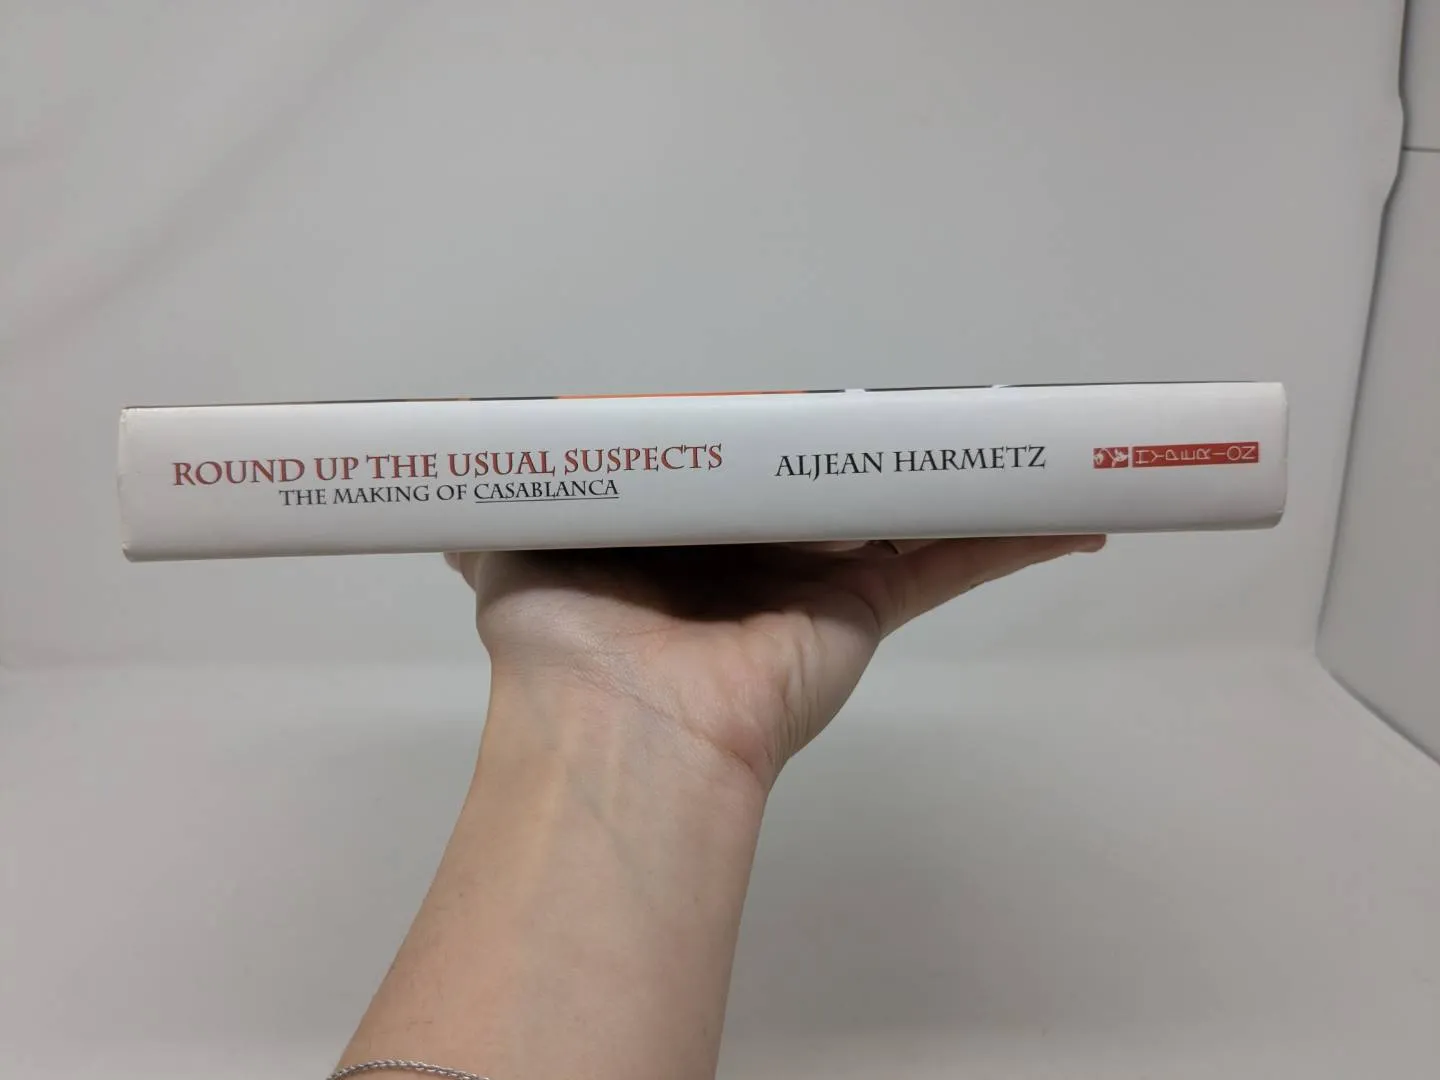 ROUND UP THE USUAL SUSPECTS
THE MAKING OF CASABLANCA
ALJEAN HARMETZ
HYPERION